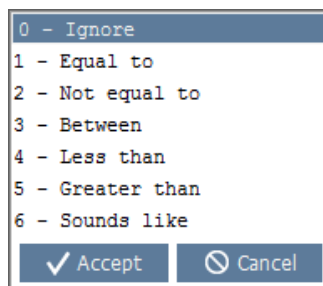 0 - Ignore
1 - Equal to
2 - Not equal to
3 - Between
4 - Less than
5 - Greater than
6 - Sounds like
Accept Cancel